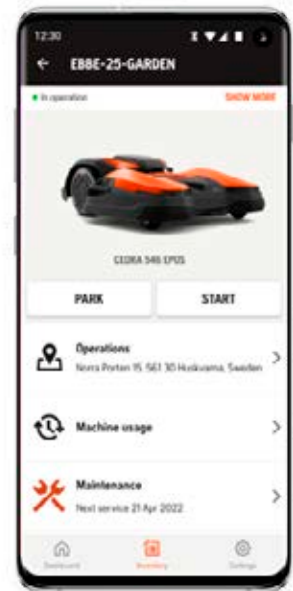 12:30
EBBE-25-GARDEN
In operation
SHOW MORE
CEORA 546 EPOS
PARK
START
Operations
Norra Porten 15, 561 30 Huskvarna, Sweden
Machine usage
Maintenance
Next service 21 Apr 2022
Dashboard
Inventory
Settings